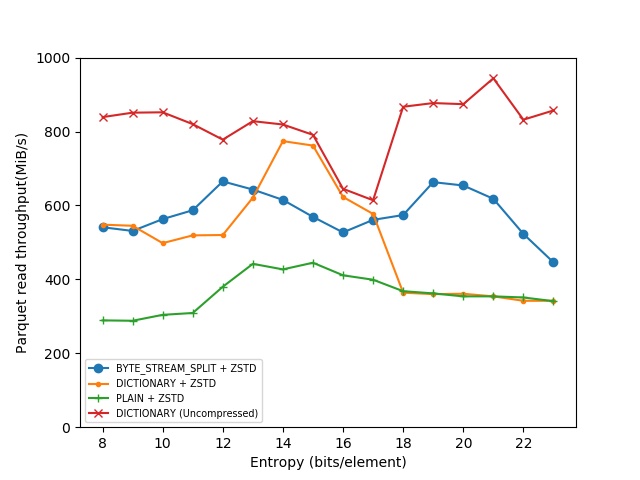 1000
800
600
400
200
0
Parquet read throughput(MiB/s)
BYTE_STREAM_SPLIT + ZSTD
DICTIONARY + ZSTD
PLAIN + ZSTD
DICTIONARY (Uncompressed)
8 10 12 14 16 18 20 22
Entropy (bits/element)